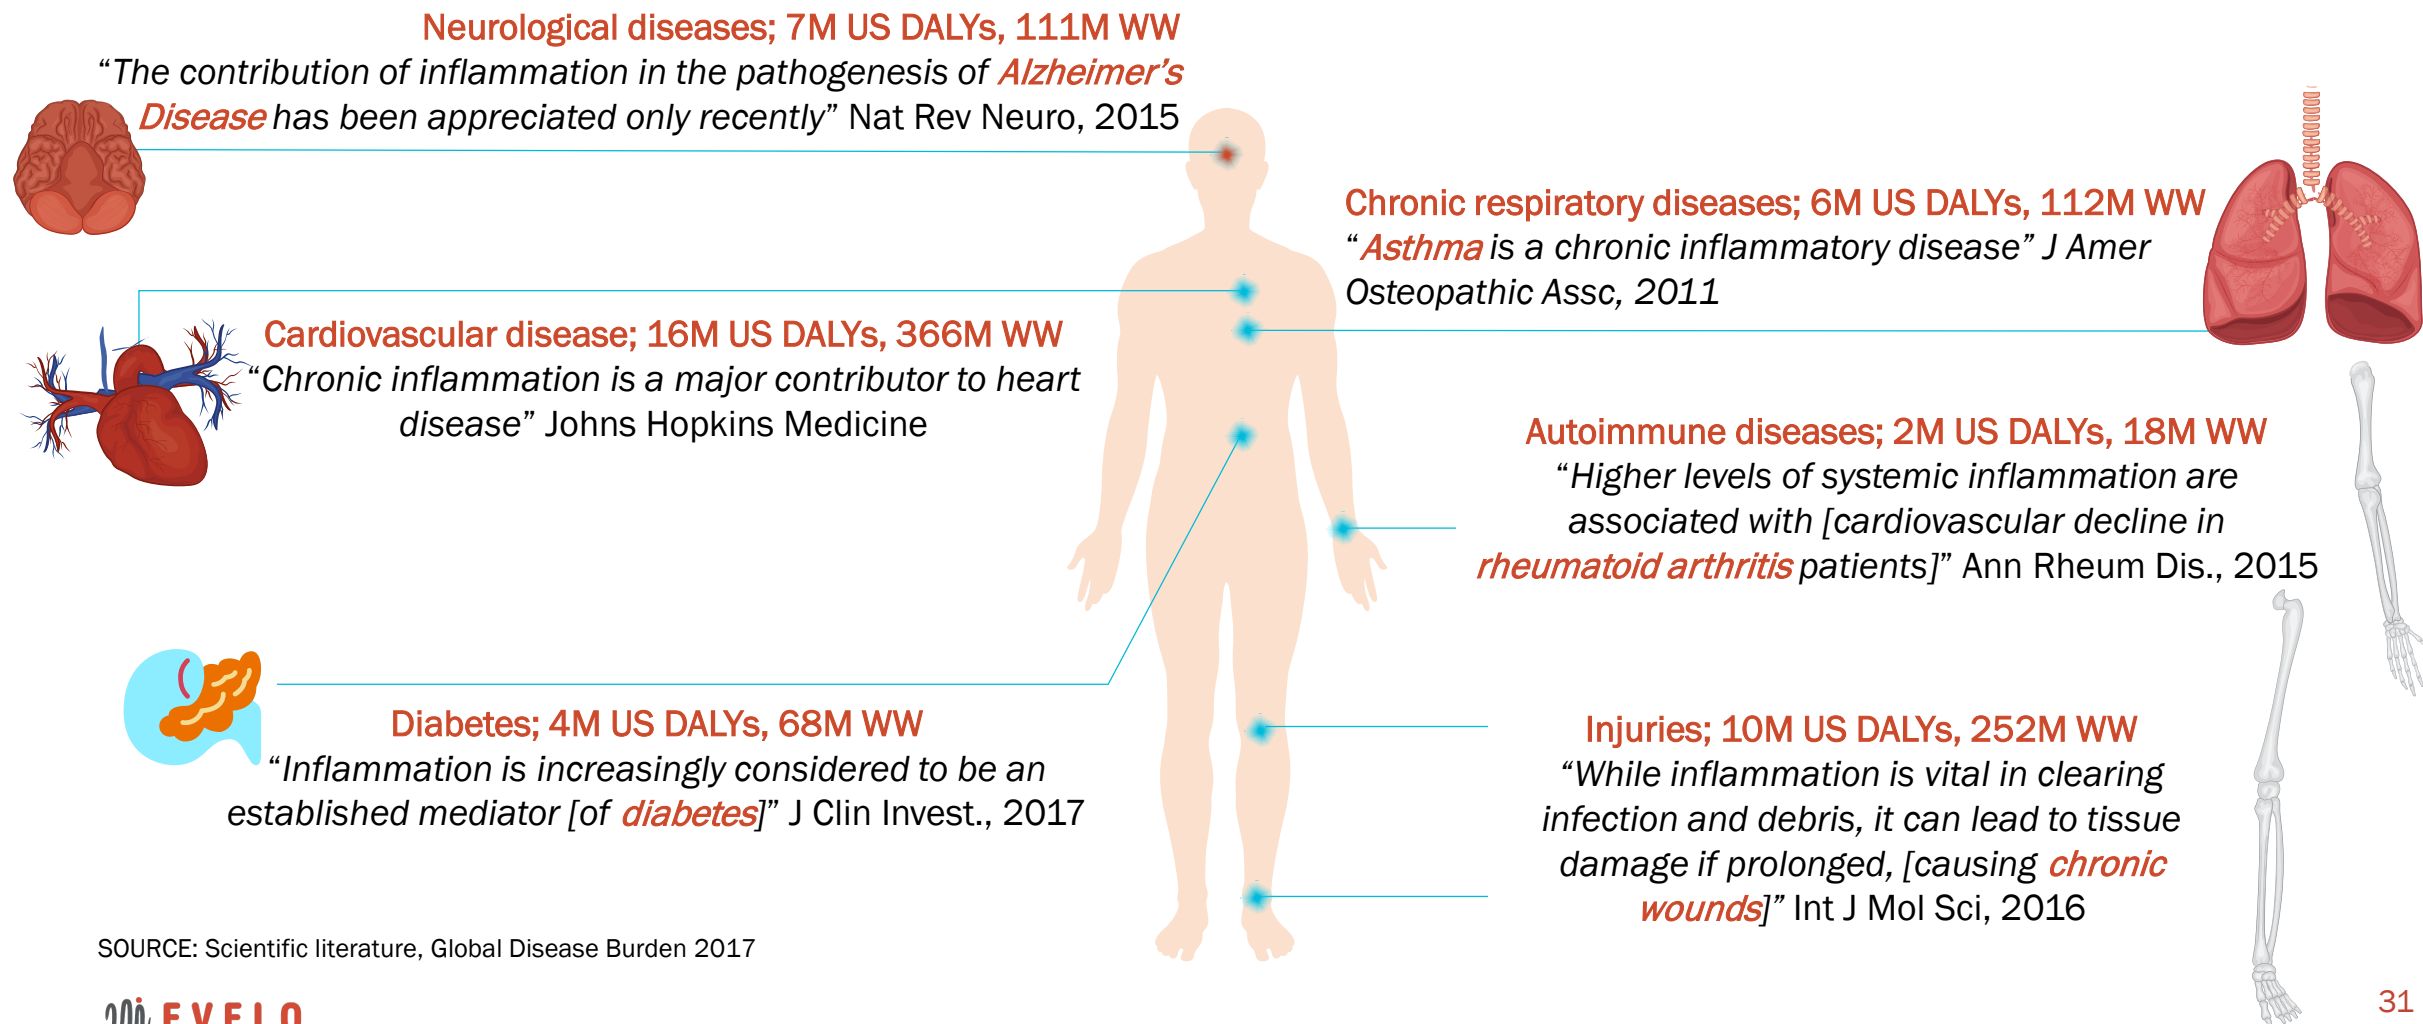 Neurological diseases; 7M US DALYs, 111M WW
“The contribution of inflammation in the pathogenesis of Alzheimer’s
Disease has been appreciated only recently” Nat Rev Neuro, 2015
Chronic respiratory diseases; 6M US DALYs, 112M WW
“Asthma is a chronic inflammatory disease” J Amer
Osteopathic Assc, 2011
Cardiovascular disease; 16M US DALYs, 366M WW
“Chronic inflammation is a major contributor to heart
disease” Johns Hopkins Medicine
Autoimmune diseases; 2M US DALYs, 18M WW
“Higher levels of systemic inflammation are
associated with [cardiovascular decline in
rheumatoid arthritis patients]” Ann Rheum Dis., 2015
Diabetes; 4M US DALYs, 68M WW
“Inflammation is increasingly considered to be an
established mediator [of diabetes]” J Clin Invest., 2017
Injuries; 10M US DALYs, 252M WW
“While inflammation is vital in clearing
infection and debris, it can lead to tissue
damage if prolonged, [causing chronic
wounds]” Int J Mol Sci, 2016
SOURCE: Scientific literature, Global Disease Burden 2017
EVELO
31